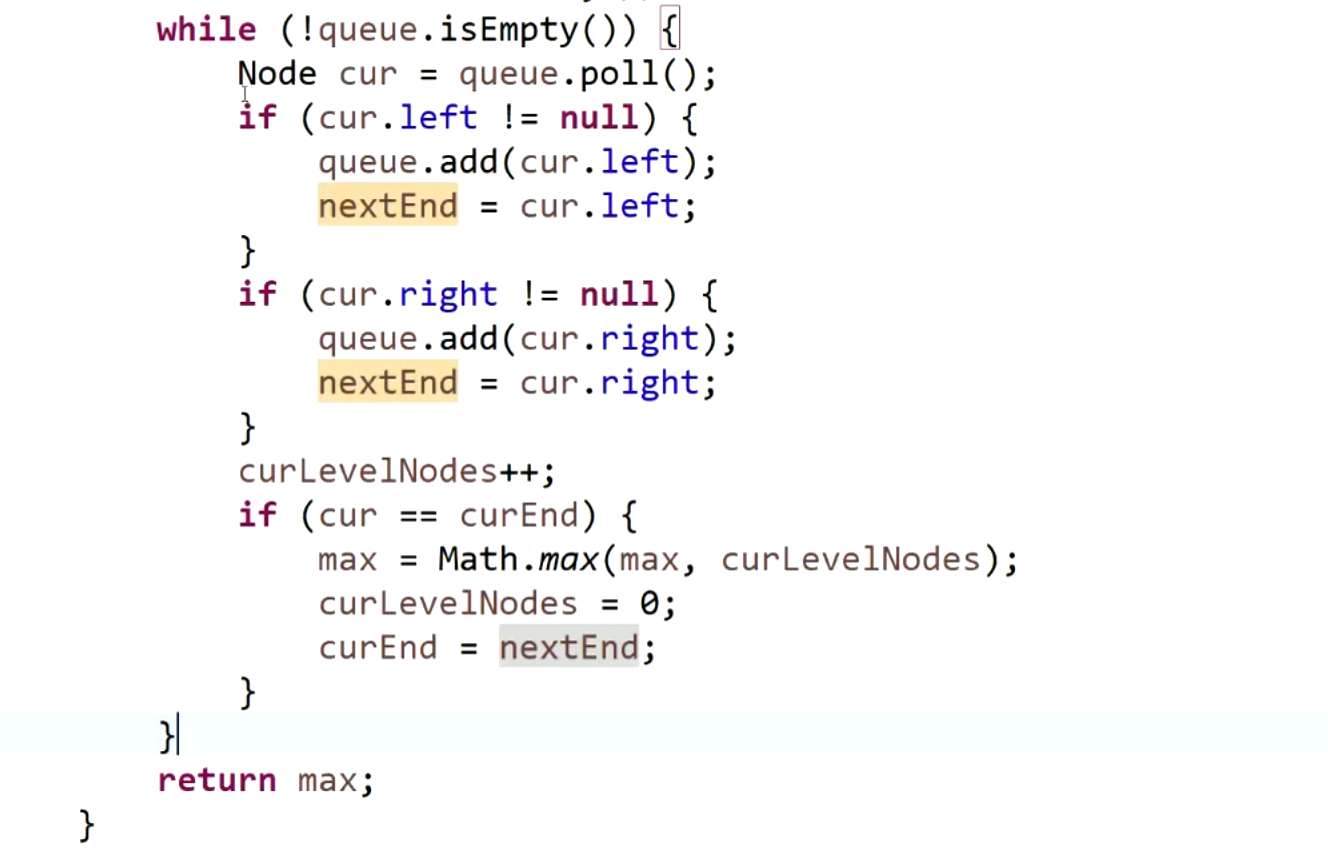 while (!queue.isEmpty()) {
Node cur = queue.poll();
if (cur.left != null) {
queue.add(cur.left);
nextEnd = cur.left;
}
if (cur.right != null) {
queue.add(cur.right);
nextEnd = cur.right;
}
curLevelNodes++;
if (cur == curEnd) {
max = Math.max(max, curLevelNodes);
curLevelNodes = 0;
curEnd = nextEnd;
}
}
return max;
}